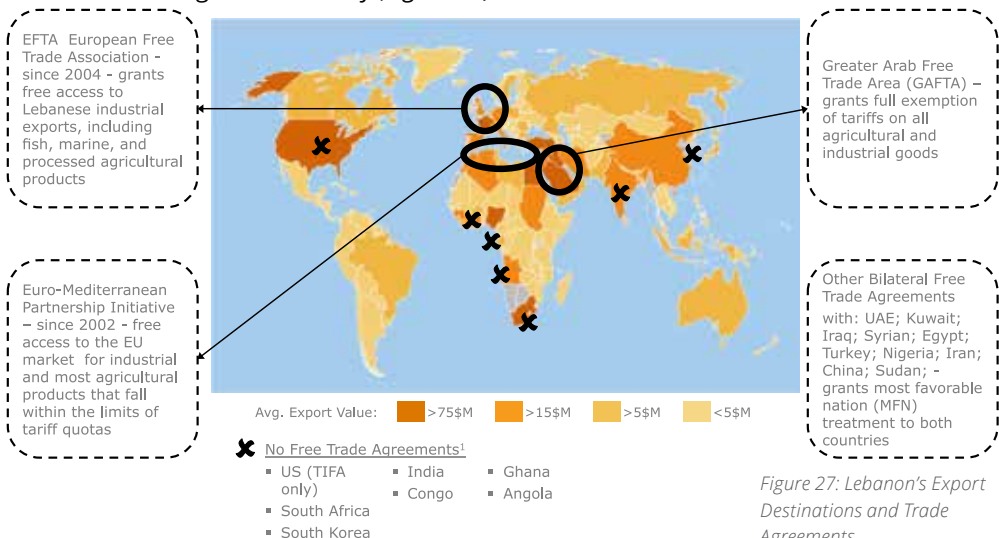 EFTA European Free
Trade Association -
since 2004 - grants
free access to
Lebanese industrial
exports, including
fish, marine, and
processed agricultural
products
Greater Arab Free
Trade Area (GAFTA) –
grants full exemption
of tariffs on all
agricultural and
industrial goods
Euro-Mediterranean
Partnership Initiative
– since 2002 - free
access to the EU
market for industrial
and most agricultural
products that fall
within the limits of
tariff quotas
Other Bilateral Free
Trade Agreements
with: UAE; Kuwait;
Iraq; Syrian; Egypt;
Turkey; Nigeria; Iran;
China; Sudan; -
grants most favorable
nation (MFN)
treatment to both
countries
Avg. Export Value: >75$M >15$M >5$M <5$M
No Free Trade Agreements¹
▪ US (TIFA
only)
▪ South Africa
▪ South Korea
▪ India
▪ Congo
▪ Ghana
▪ Angola
Figure 27: Lebanon's Export
Destinations and Trade
Agreements